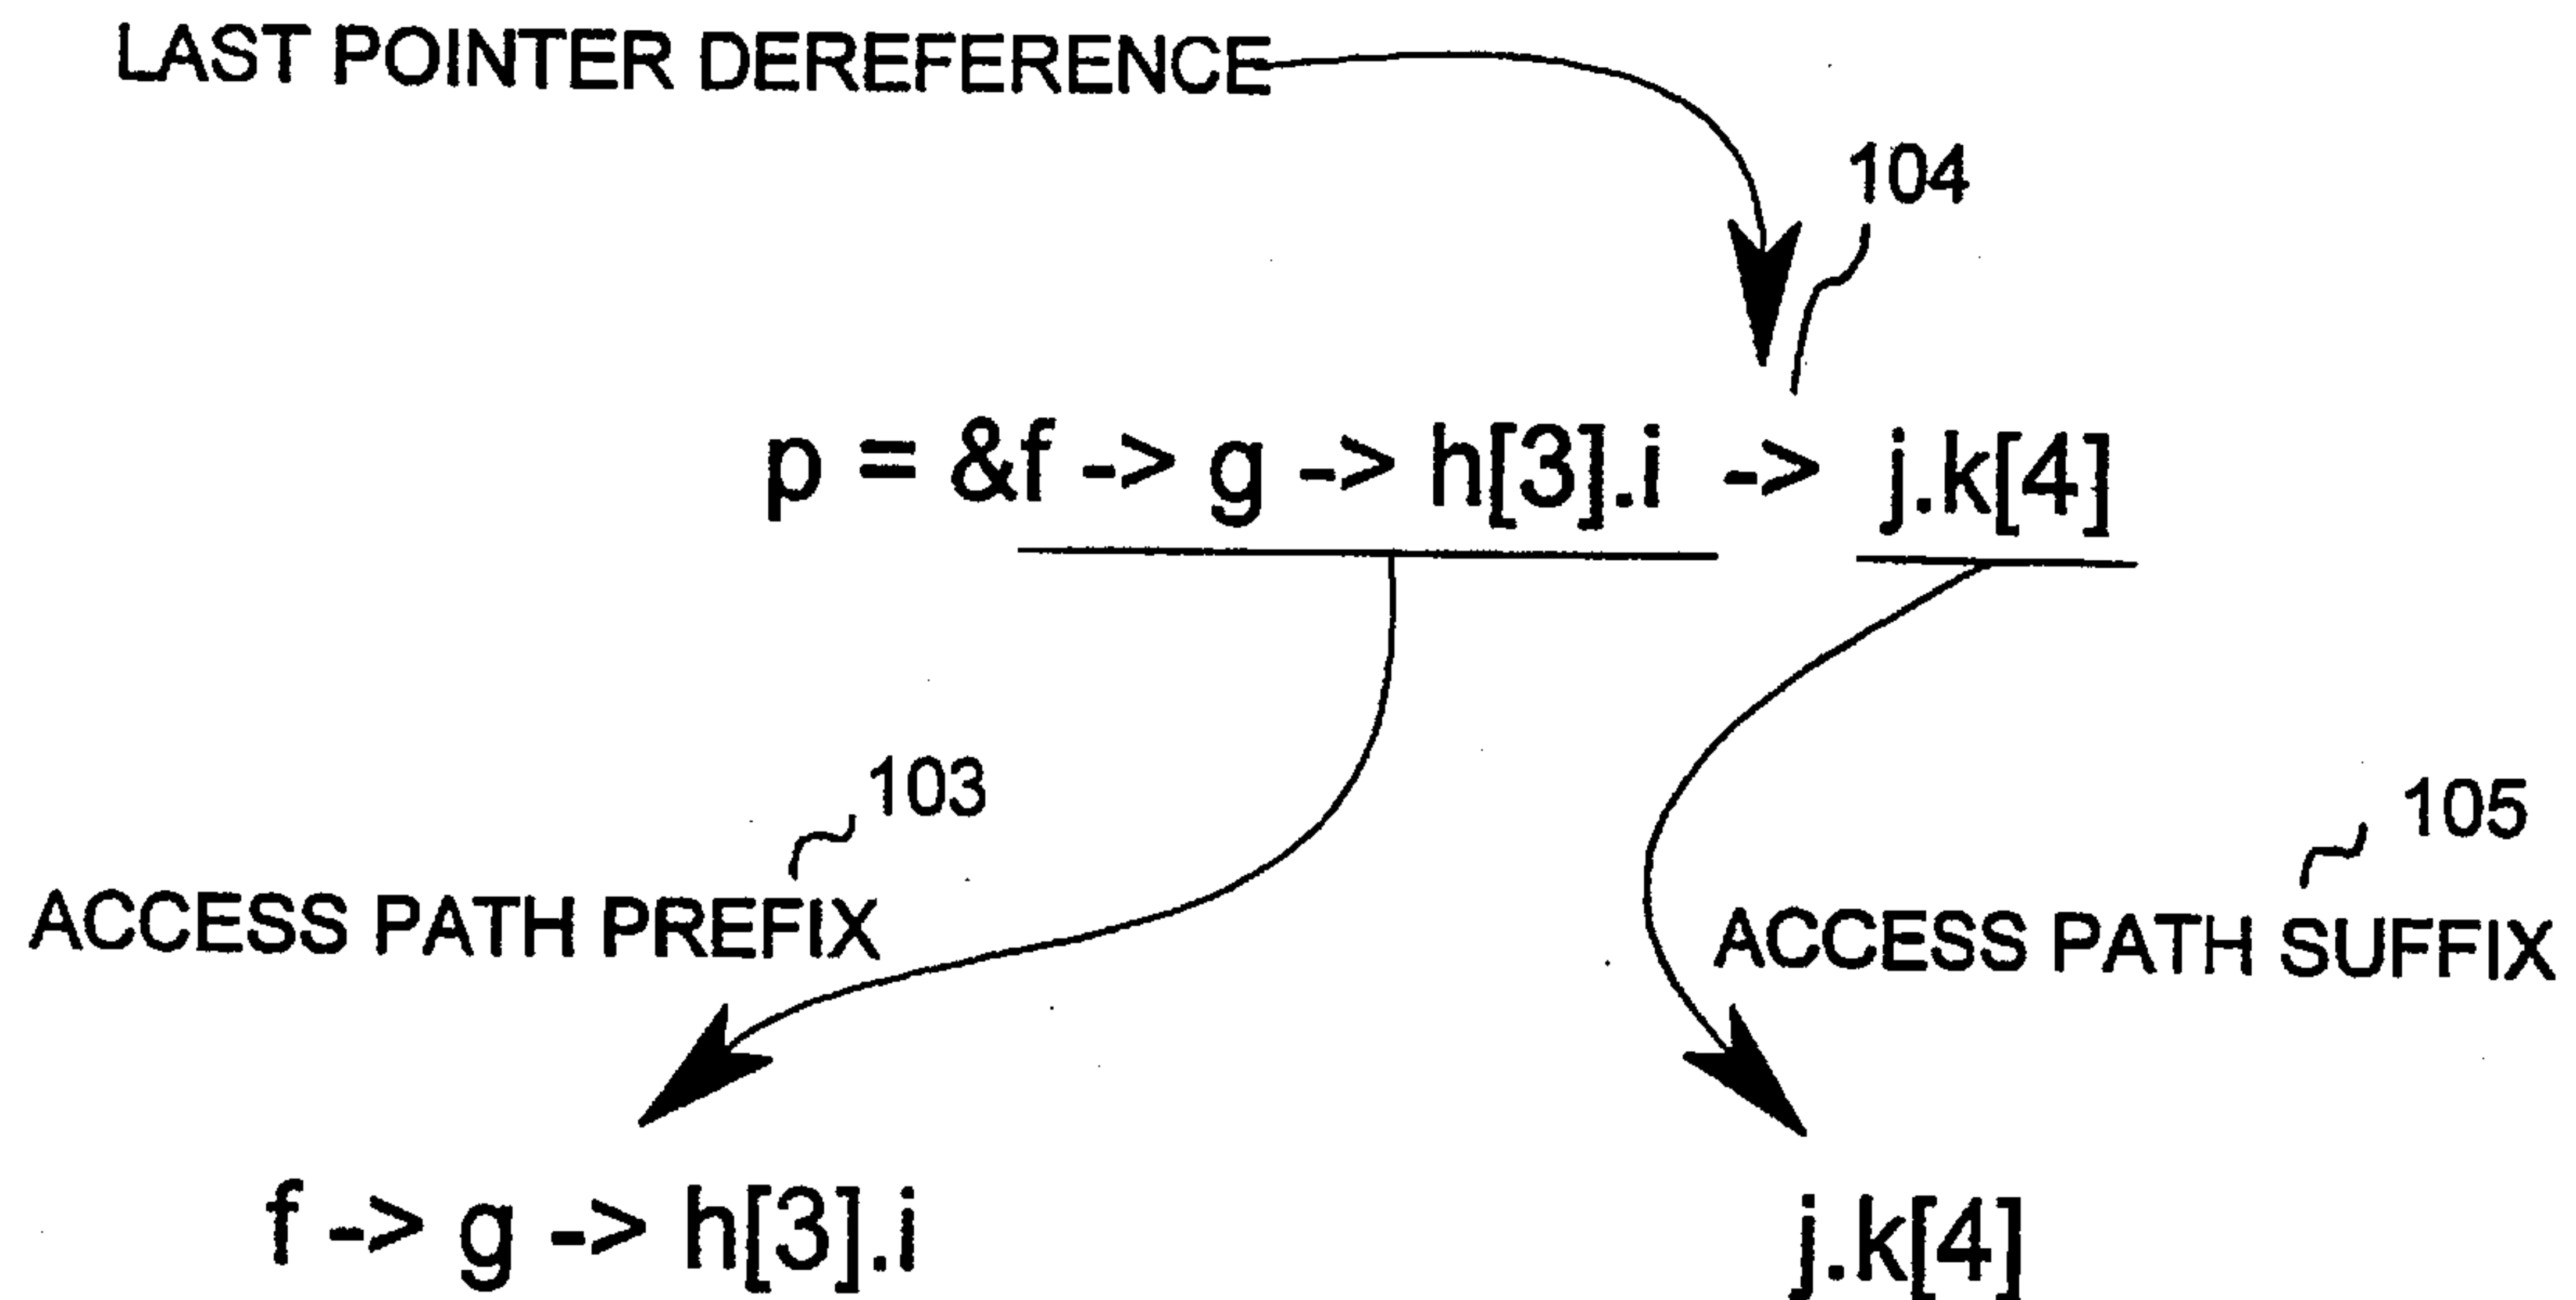 LAST POINTER DEREFERENCE
104
p = &f -> g -> h[3].i -> j.k[4]
103
105
ACCESS PATH PREFIX
ACCESS PATH SUFFIX
f -> g -> h[3].i
j.k[4]